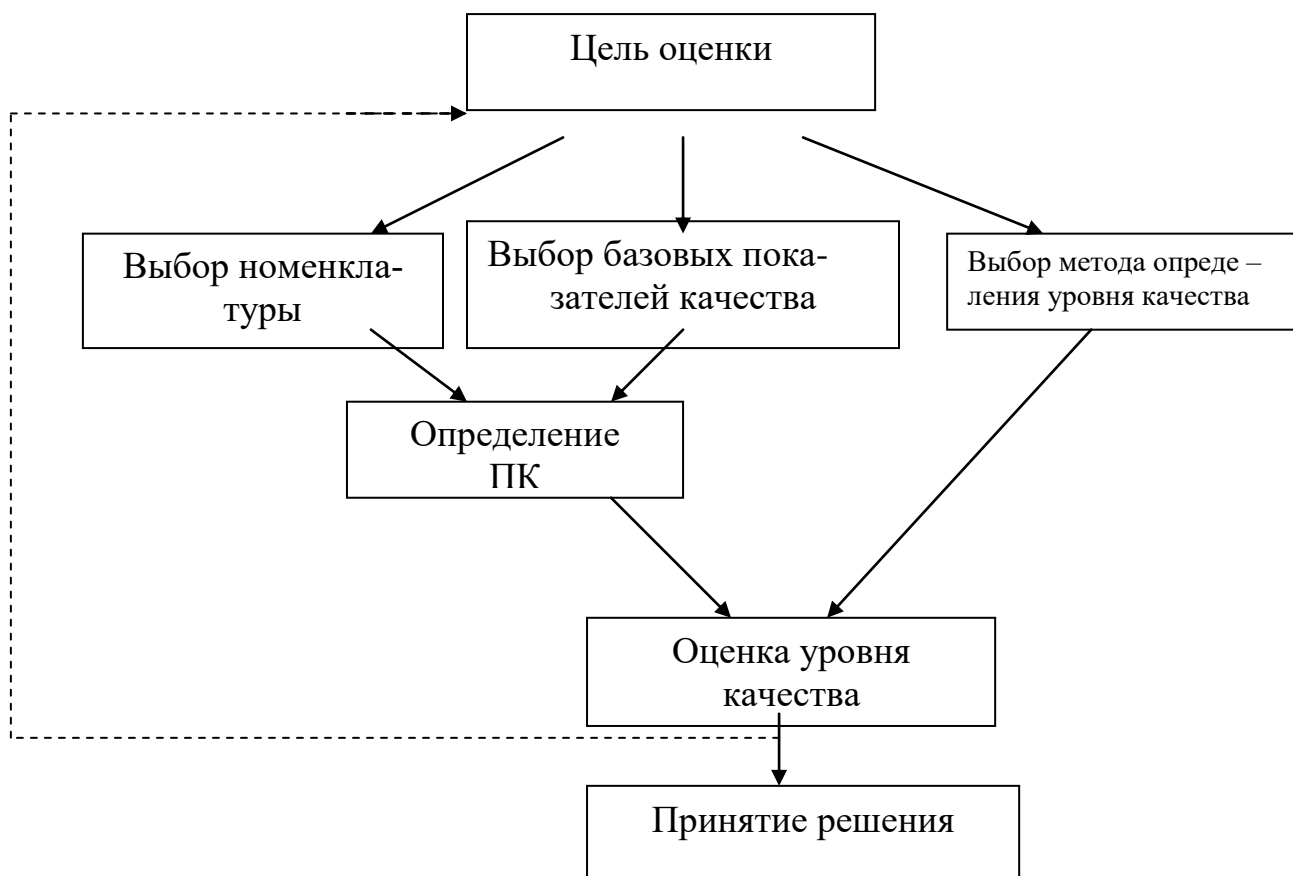 Цель оценки
Выбор номенкла-
туры
Выбор базовых пока-
зателей качества
Выбор метода опреде –
ления уровня качества
Определение
ПК
Оценка уровня
качества
Принятие решения